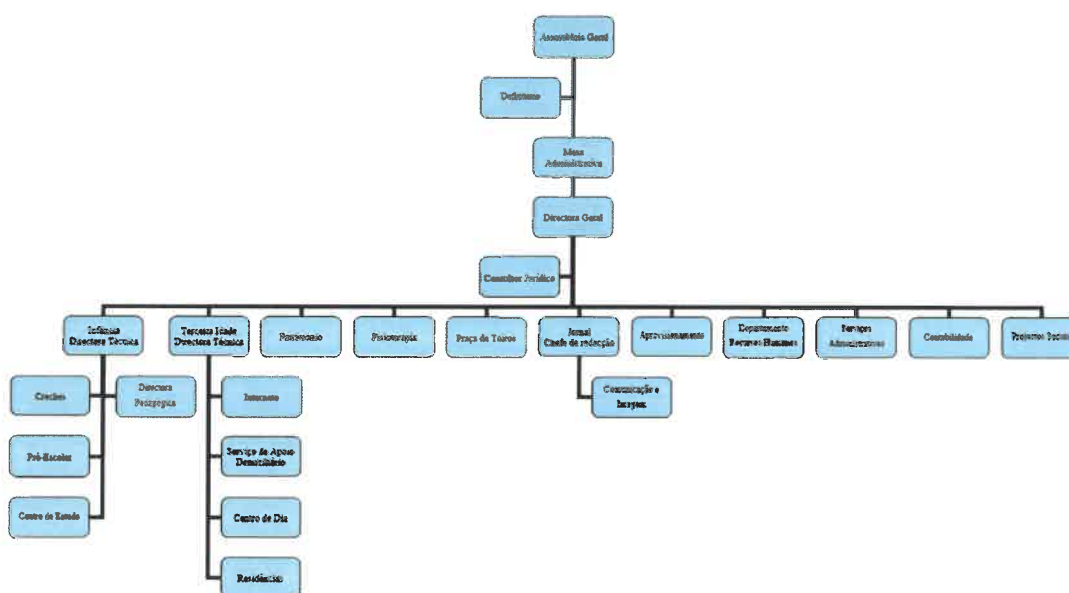 Assembleia Geral
Definitorio
Mesa
Administrativa
Directora Geral
Consultor Jurídico
Infância
Directora Técnica
Terceira Idade
Directora Técnica
Património
Fisioterapia
Praça de Touros
Jornal
Chefe de redacção
Aprovisionamento
Departamento
Recursos Humanos
Serviços
Administrativos
Contabilidade
Projectos
Creches
Directora
Pedagógica
Internato
Comunicação e
Imagem
Pré-Escolar
Serviço de Apoio
Domiciliário
Centro de Estudo
Centro de Dia
Residências